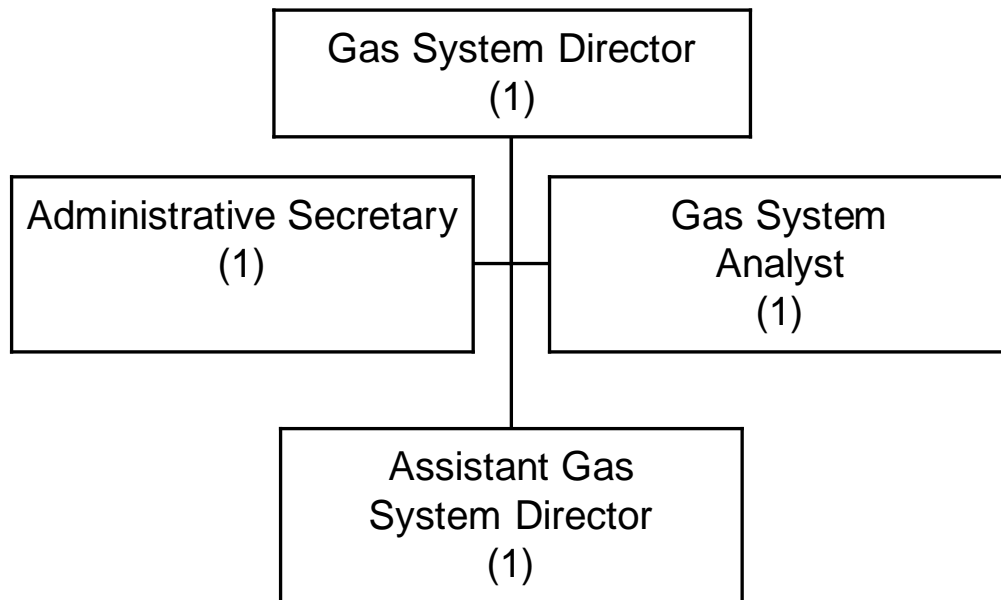 Gas System Director
(1)
Administrative Secretary
(1)
Gas System
Analyst
(1)
Assistant Gas
System Director
(1)